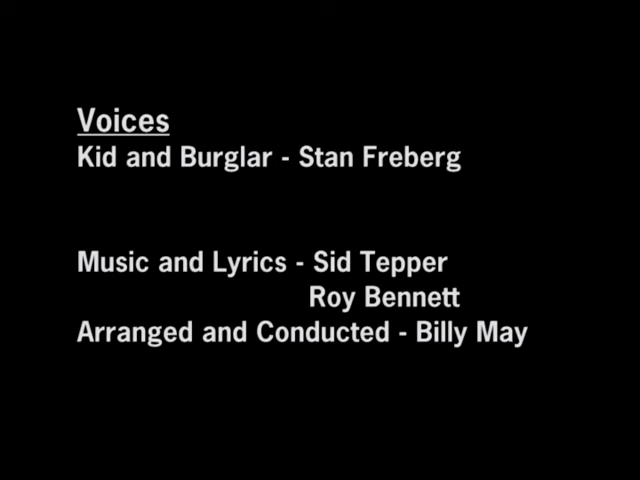 Voices
Kid and Burglar - Stan Freberg
Music and Lyrics - Sid Tepper
Roy Bennett
Arranged and Conducted - Billy May